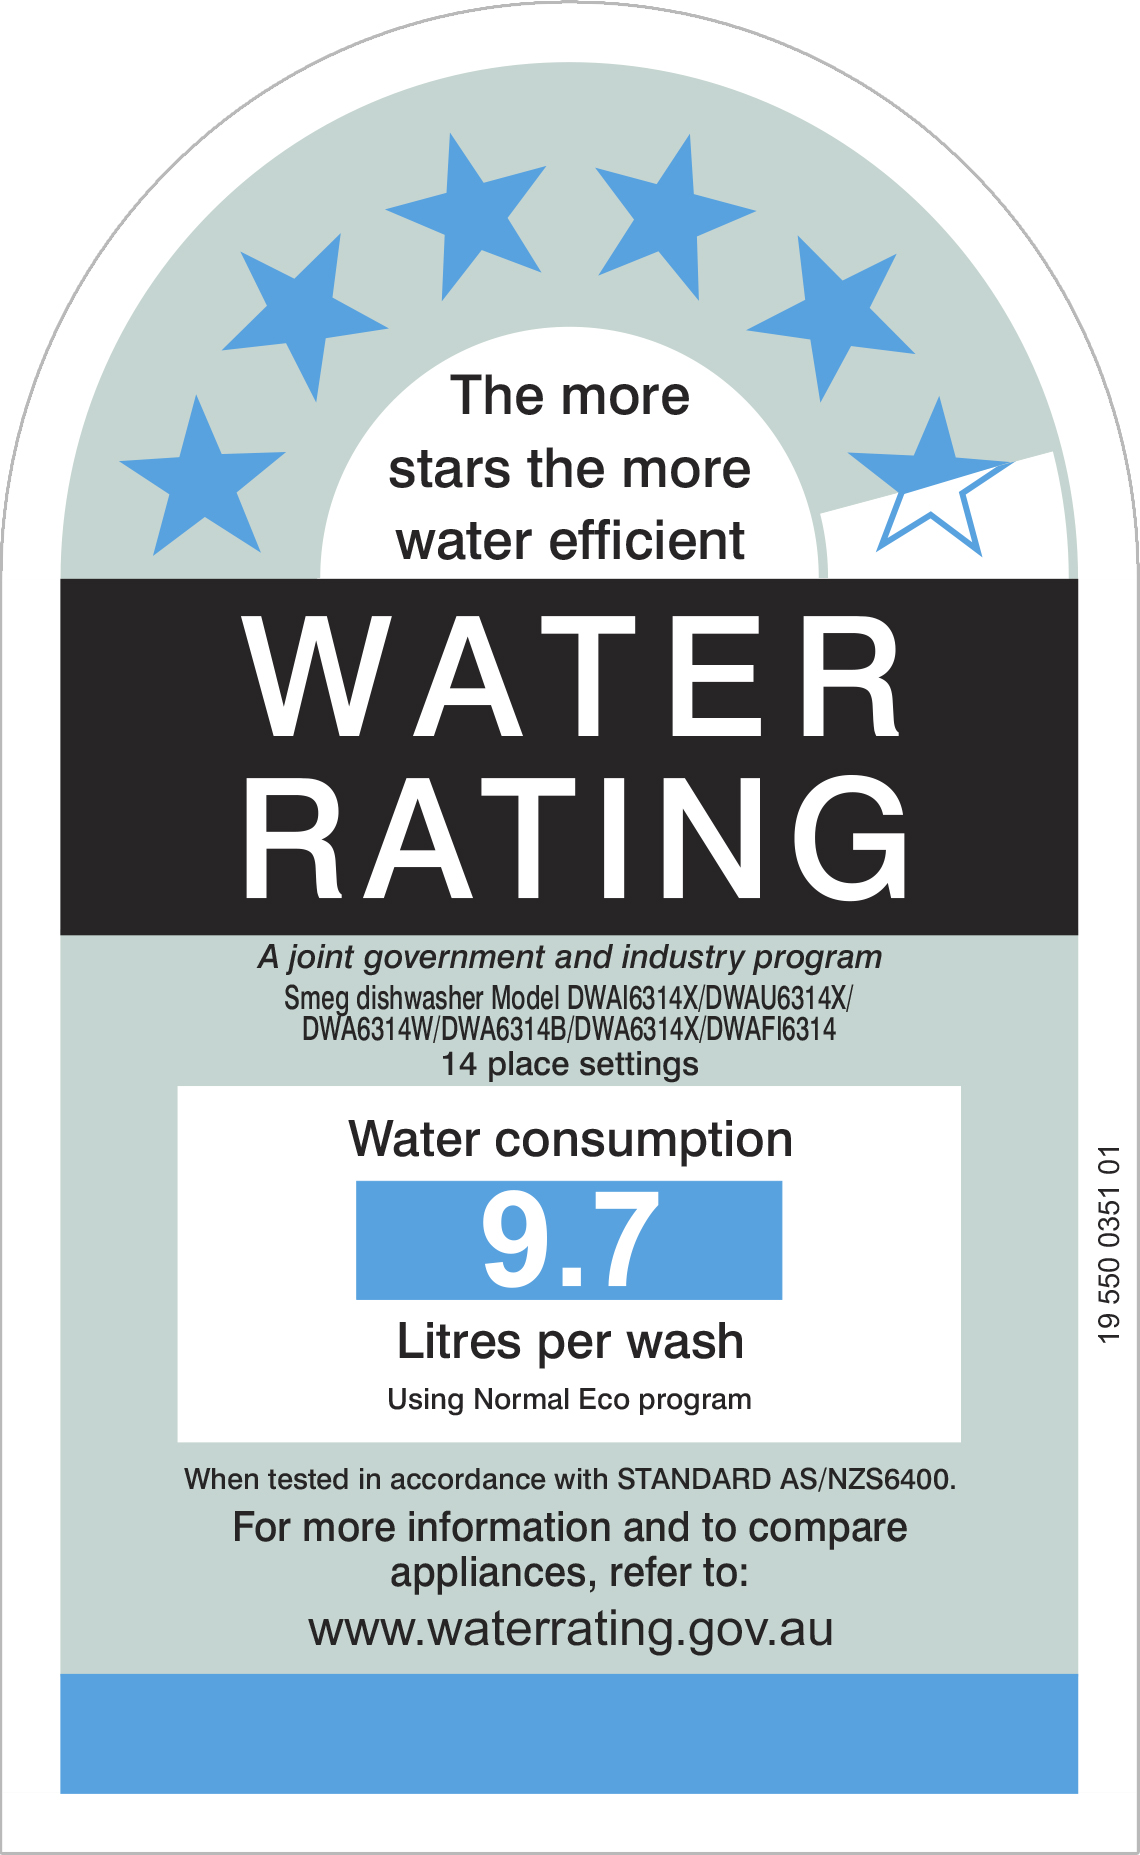 The more
stars the more
water efficient
WATER
RATING
A joint government and industry program
Smeg dishwasher Model DWAI6314X/DWAU6314X/
DWA6314W/DWA6314B/DWA6314X/DWAFI6314
14 place settings
Water consumption
9.7
Litres per wash
Using Normal Eco program
When tested in accordance with STANDARD AS/NZS6400.
For more information and to compare
appliances, refer to:
www.waterrating.gov.au
19 550 0351 01